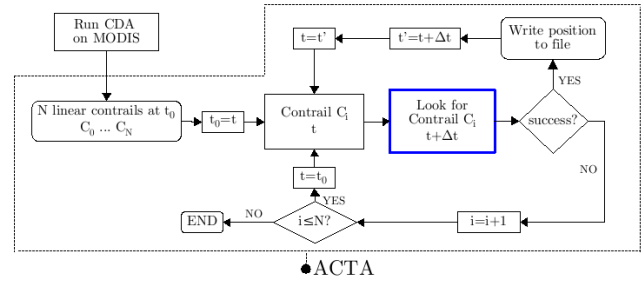 Run CDA
on MODIS
t=t'
t'=t+Δt
Write position
to file
YES
N linear contrails at t₀
C₀ ... C_N
t₀=t
Contrail Cᵢ
t
Look for
Contrail Cᵢ
t+Δt
success?
NO
t=t₀
YES
END
NO
i≤N?
i=i+1
ACTA